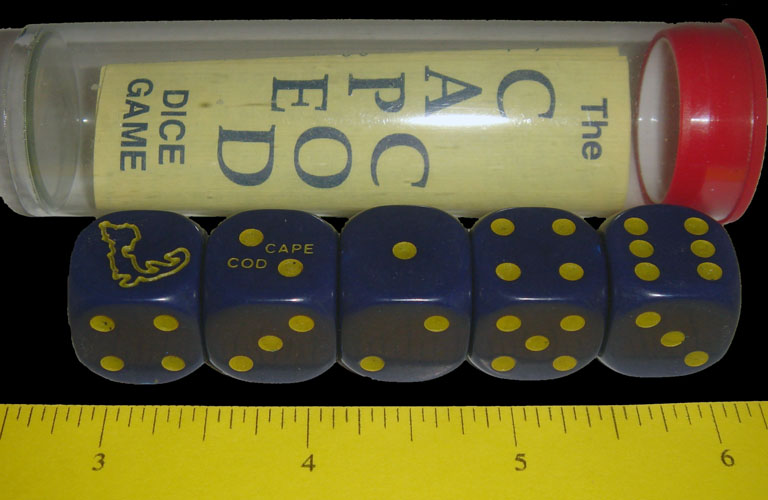 The
C
A
P C
E O
D
DICE
GAME
CAPE
COD
3 4 5 6